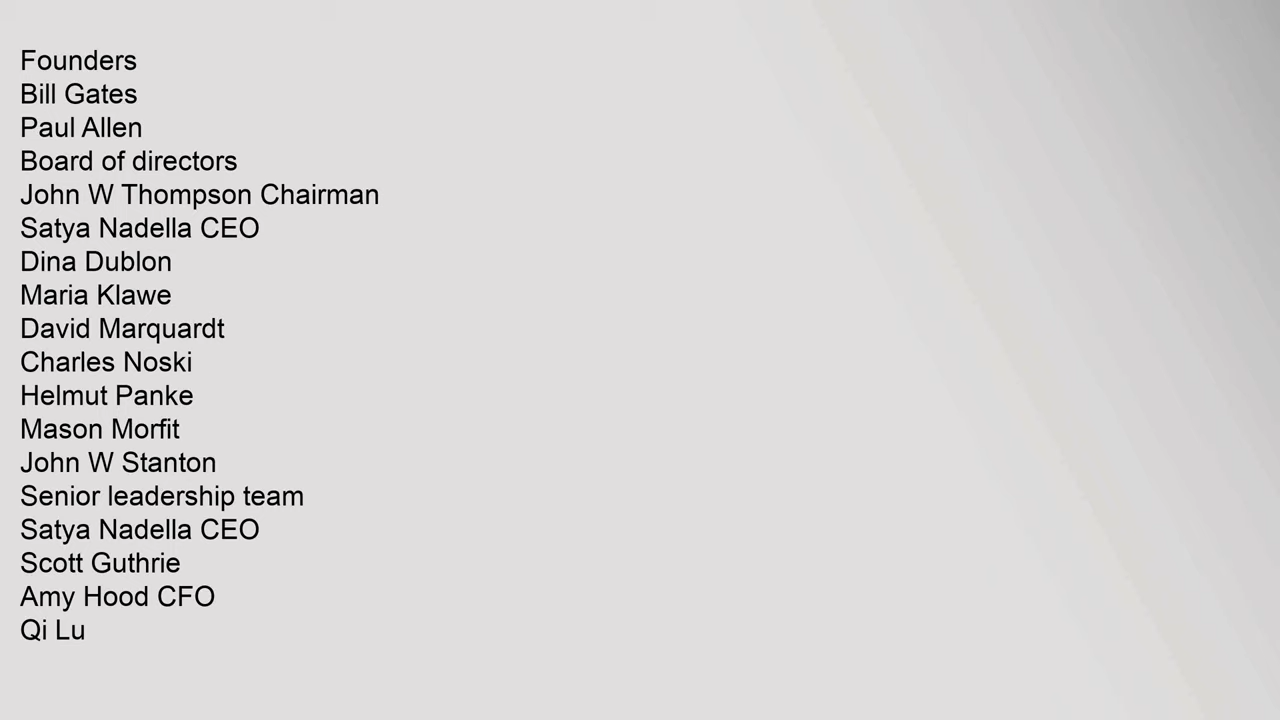 Founders
Bill Gates
Paul Allen
Board of directors
John W Thompson Chairman
Satya Nadella CEO
Dina Dublon
Maria Klawe
David Marquardt
Charles Noski
Helmut Panke
Mason Morfit
John W Stanton
Senior leadership team
Satya Nadella CEO
Scott Guthrie
Amy Hood CFO
Qi Lu